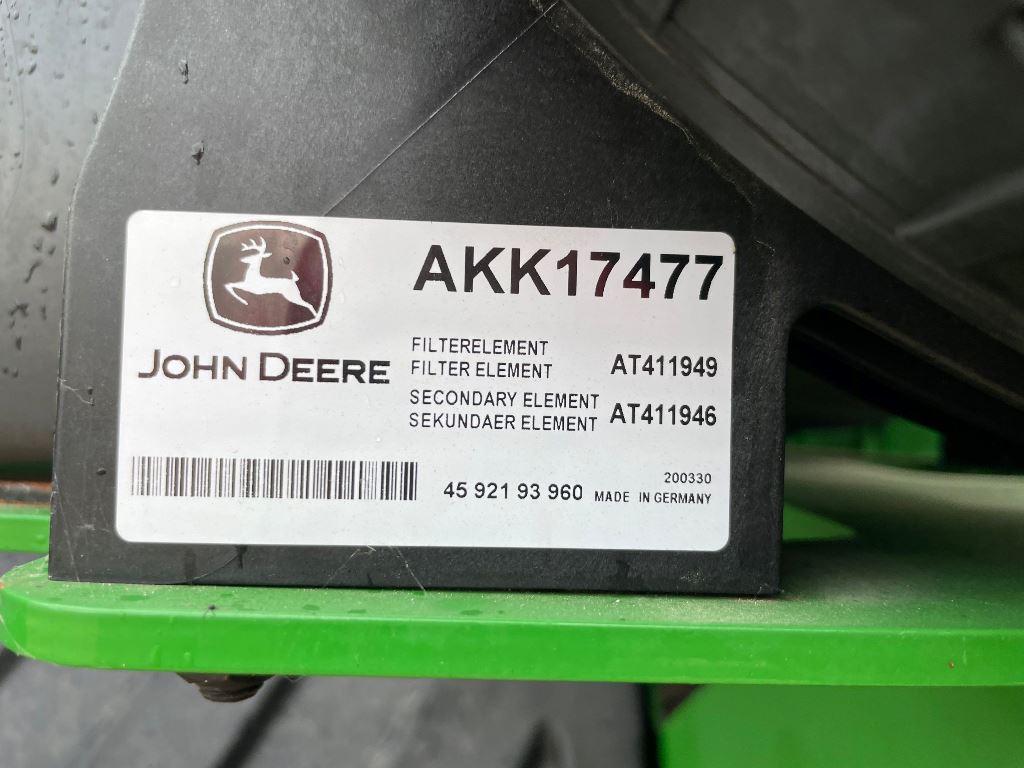 AKK17477
JOHN DEERE
FILTERELEMENT
FILTER ELEMENT AT411949
SECONDARY ELEMENT
SEKUNDAER ELEMENT AT411946
200330
45 921 93 960 MADE IN GERMANY